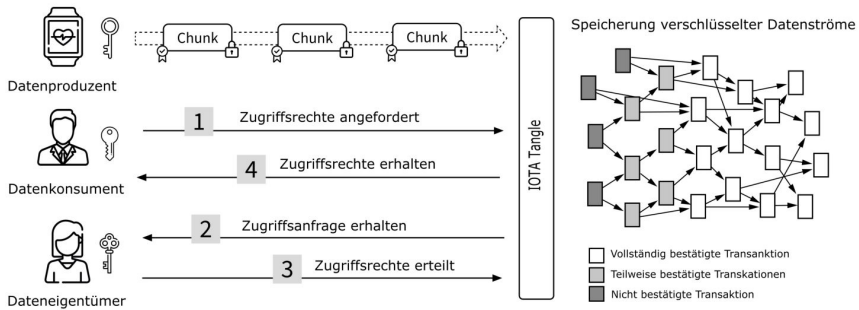 Speicherung verschlüsselter Datenströme
Chunk
Chunk
Chunk
Datenproduzent
1
Zugriffsrechte angefordert
4
Zugriffsrechte erhalten
Datenkonsument
2
Zugriffsanfrage erhalten
3
Zugriffsrechte erteilt
Dateneigentümer
IOTA Tangle
Vollständig bestätigte Transanktion
Teilweise bestätigte Transkationen
Nicht bestätigte Transaktion